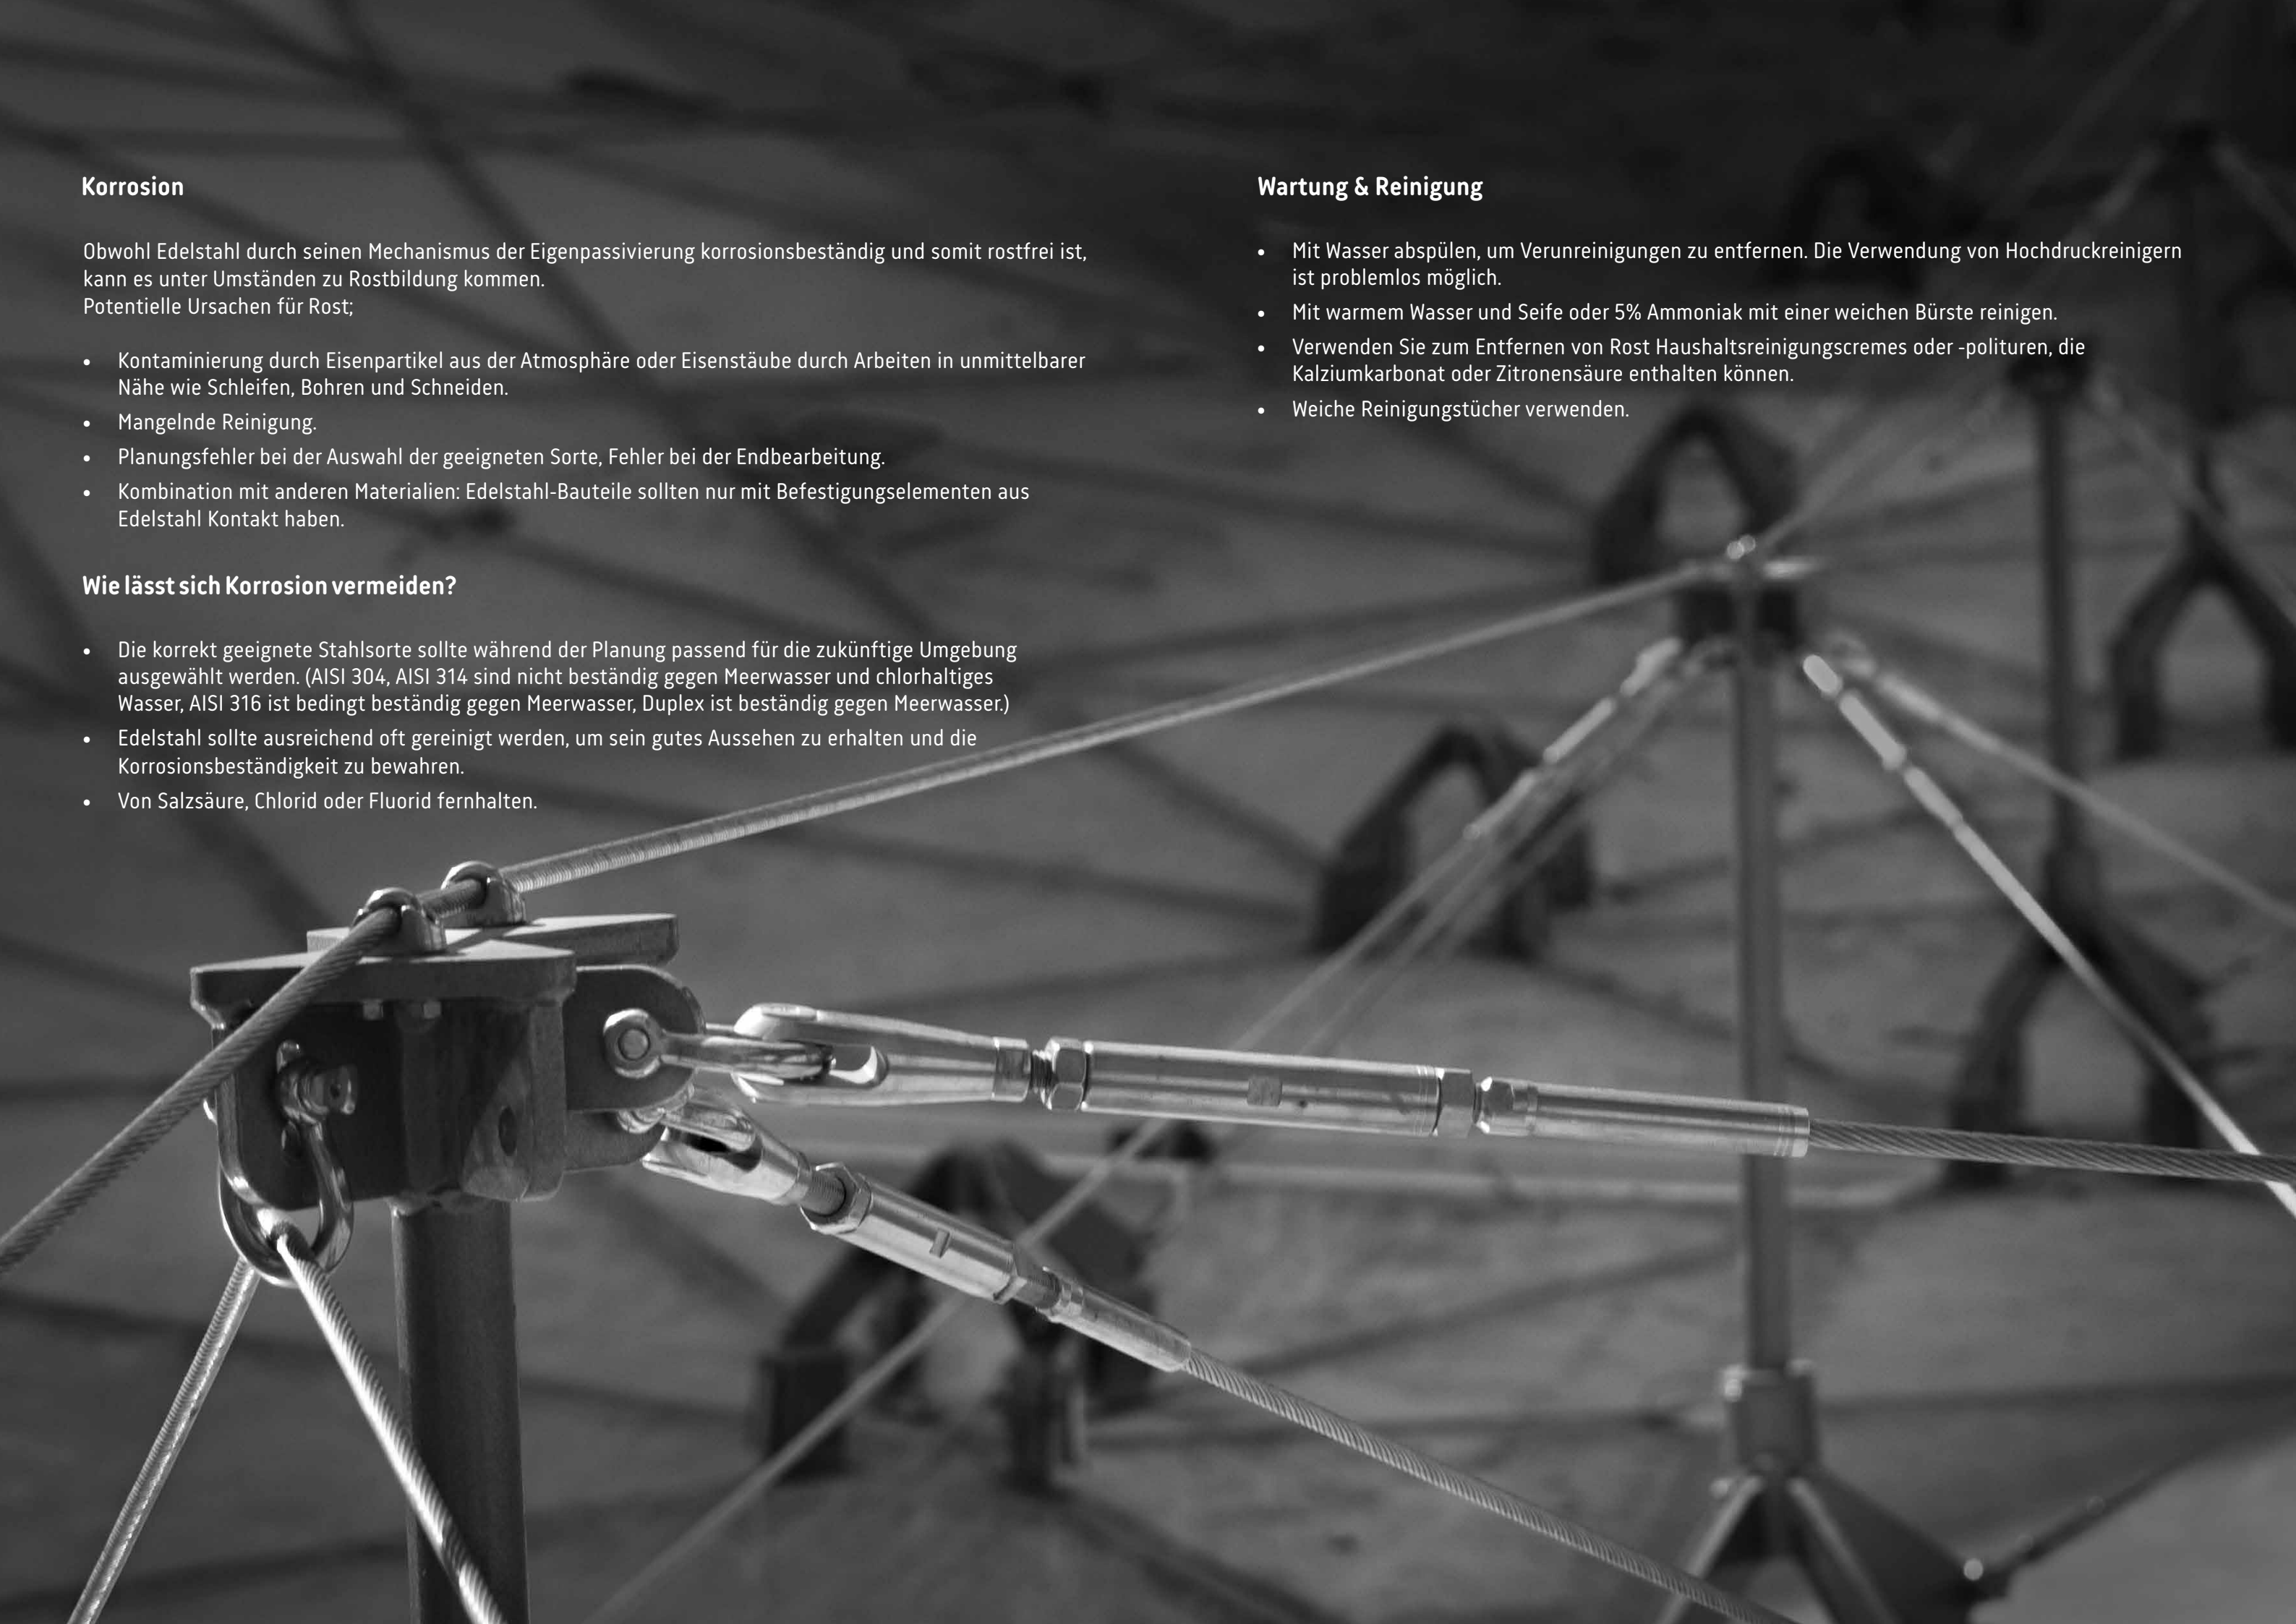 Korrosion
Obwohl Edelstahl durch seinen Mechanismus der Eigenpassivierung korrosionsbeständig und somit rostfrei ist,
kann es unter Umständen zu Rostbildung kommen.
Potentielle Ursachen für Rost;
• Kontaminierung durch Eisenpartikel aus der Atmosphäre oder Eisenstäube durch Arbeiten in unmittelbarer
Nähe wie Schleifen, Bohren und Schneiden.
• Mangelnde Reinigung.
• Planungsfehler bei der Auswahl der geeigneten Sorte, Fehler bei der Endbearbeitung.
• Kombination mit anderen Materialien: Edelstahl-Bauteile sollten nur mit Befestigungselementen aus
Edelstahl Kontakt haben.
Wie lässt sich Korrosion vermeiden?
• Die korrekt geeignete Stahlsorte sollte während der Planung passend für die zukünftige Umgebung
ausgewählt werden. (AISI 304, AISI 314 sind nicht beständig gegen Meerwasser und chlorhaltiges
Wasser, AISI 316 ist bedingt beständig gegen Meerwasser, Duplex ist beständig gegen Meerwasser.)
• Edelstahl sollte ausreichend oft gereinigt werden, um sein gutes Aussehen zu erhalten und die
Korrosionsbeständigkeit zu bewahren.
• Von Salzsäure, Chlorid oder Fluorid fernhalten.
Wartung & Reinigung
• Mit Wasser abspülen, um Verunreinigungen zu entfernen. Die Verwendung von Hochdruckreinigern
ist problemlos möglich.
• Mit warmem Wasser und Seife oder 5% Ammoniak mit einer weichen Bürste reinigen.
• Verwenden Sie zum Entfernen von Rost Haushaltsreinigungscremes oder -polituren, die
Kalziumkarbonat oder Zitronensäure enthalten können.
• Weiche Reinigungstücher verwenden.